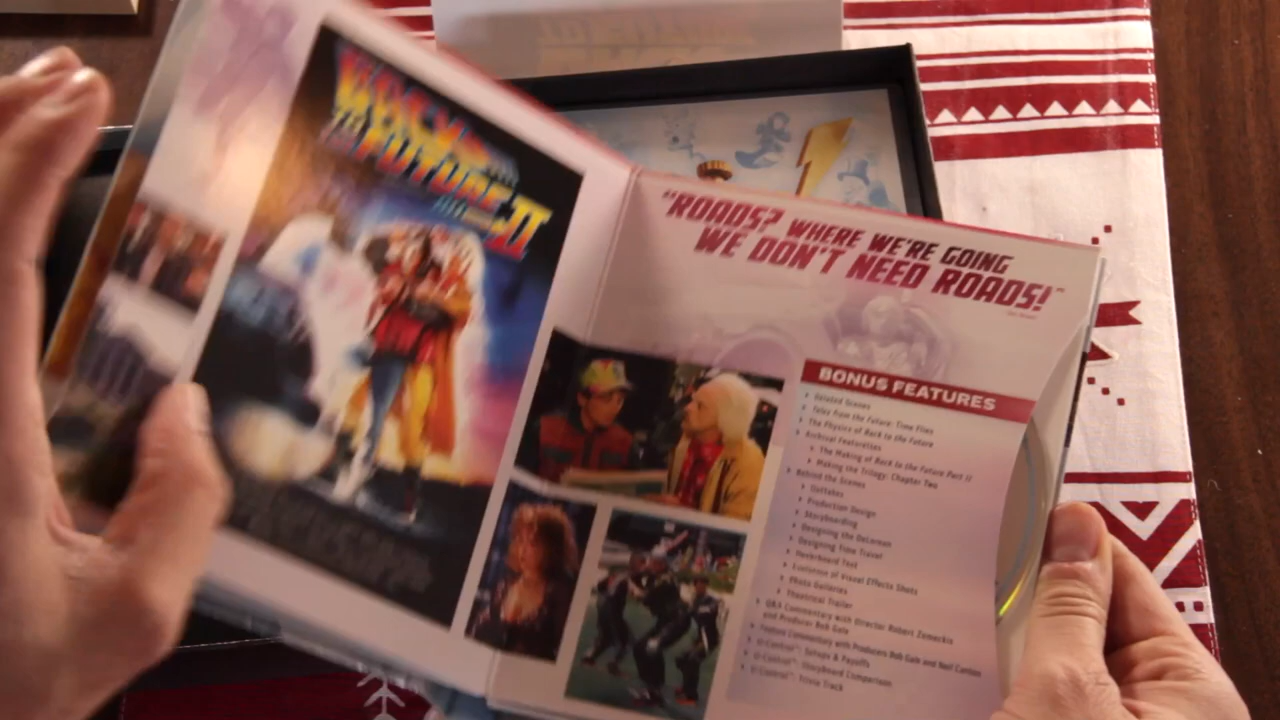 BACK
TO THE
FUTURE
PART II
"ROADS? WHERE WE'RE GOING
WE DON'T NEED ROADS!"
BONUS FEATURES
Deleted Scenes
Tales from the Future: Time Flies
The Physics of Back to the Future
Archival Featurettes
The Making of Back to the Future Part II
Making the Trilogy: Chapter Two
Behind the Scenes
Outtakes
Production Design
Storyboarding
Designing the DeLorean
Designing Time Travel
Hoverboard Test
Evolution of Visual Effects Shots
Photo Galleries
Theatrical Trailer
Q&A Commentary with Director Robert Zemeckis
and Producer Bob Gale
Feature Commentary with Producers Bob Gale and Neil Canton
U-Control™: Setups & Payoffs
U-Control™: Storyboard Comparison
U-Control™: Trivia Track